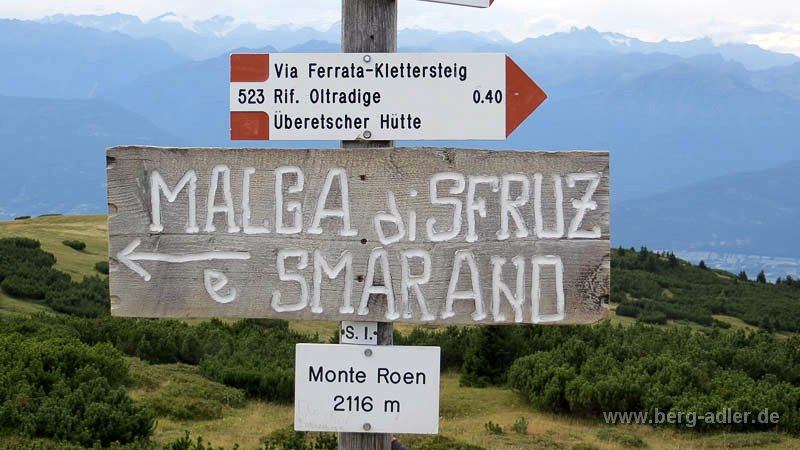 Via Ferrata-Klettersteig
523 Rif. Oltradige 0.40
Überetscher Hütte
MALGA di SFRUZ
e SMARANO
S.I.
Monte Roen
2116 m
www.berg-adler.de